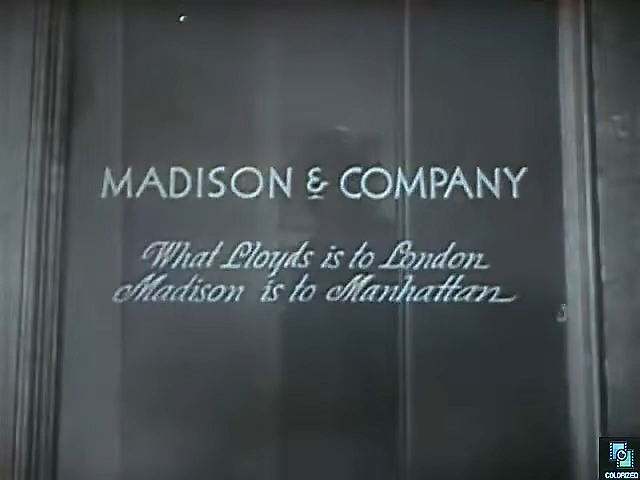 MADISON & COMPANY
What Lloyds is to London
Madison is to Manhattan
COLORIZED